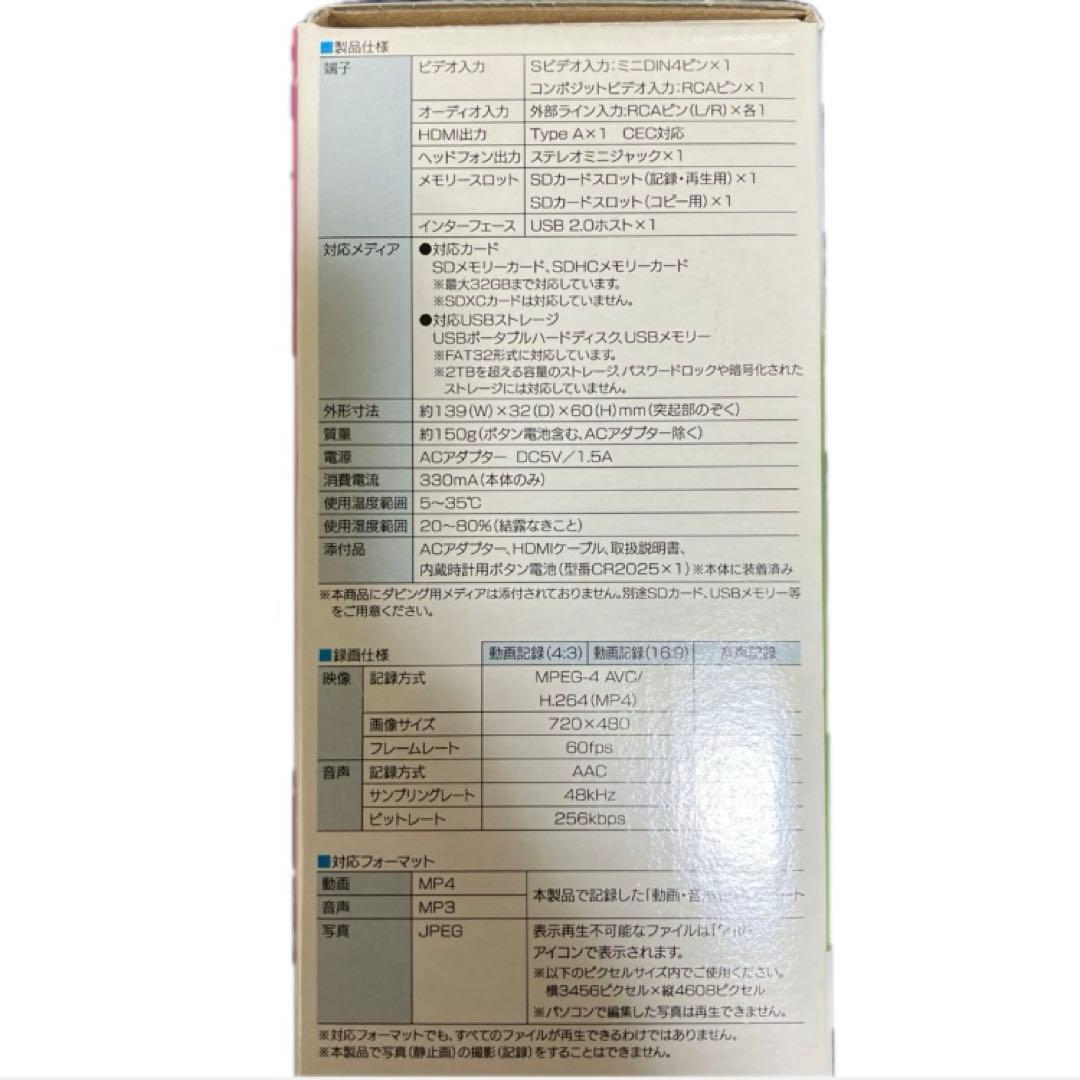 ■製品仕様
端子 ビデオ入力 Sビデオ入力:ミニDIN4ピン×1
コンポジットビデオ入力:RCAピン×1
オーディオ入力 外部ライン入力:RCAピン(L/R)×各1
HDMI出力 Type A×1 CEC対応
ヘッドフォン出力 ステレオミニジャック×1
メモリースロット SDカードスロット(記録・再生用)×1
SDカードスロット(コピー用)×1
インターフェース USB 2.0ホスト×1
対応メディア ●対応カード
SDメモリーカード、SDHCメモリーカード
※最大32GBまで対応しています。
※SDXCカードは対応していません。
●対応USBストレージ
USBポータブルハードディスク、USBメモリー
※FAT32形式に対応しています。
※2TBを超える容量のストレージ、パスワードロックや暗号化された
ストレージには対応していません。
外形寸法 約139(W)×32(D)×60(H)mm(突起部のぞく)
質量 約150g(ボタン電池含む、ACアダプター除く)
電源 ACアダプター DC5V/1.5A
消費電流 330mA(本体のみ)
使用温度範囲 5〜35℃
使用湿度範囲 20〜80%(結露なきこと)
添付品 ACアダプター、HDMIケーブル、取扱説明書、
内蔵時計用ボタン電池(型番CR2025×1)※本体に装着済み
※本商品にダビング用メディアは添付されておりません。別途SDカード、USBメモリー等
をご用意ください。
■録画仕様 動画記録(4:3) 動画記録(16:9) 音声記録
映像 記録方式 MPEG-4 AVC/
H.264(MP4)
画像サイズ 720×480
フレームレート 60fps
音声 記録方式 AAC
サンプリングレート 48kHz
ビットレート 256kbps
■対応フォーマット
動画 MP4 本製品で記録した「動画・音
音声 MP3
写真 JPEG 表示再生不可能なファイルは
アイコンで表示されます。
※以下のピクセルサイズ内でご使用ください。
横3456ピクセル×縦4608ピクセル
※パソコンで編集した写真は再生できません。
※対応フォーマットでも、すべてのファイルが再生できるわけではありません。
※本製品で写真(静止画)の撮影(記録)をすることはできません。